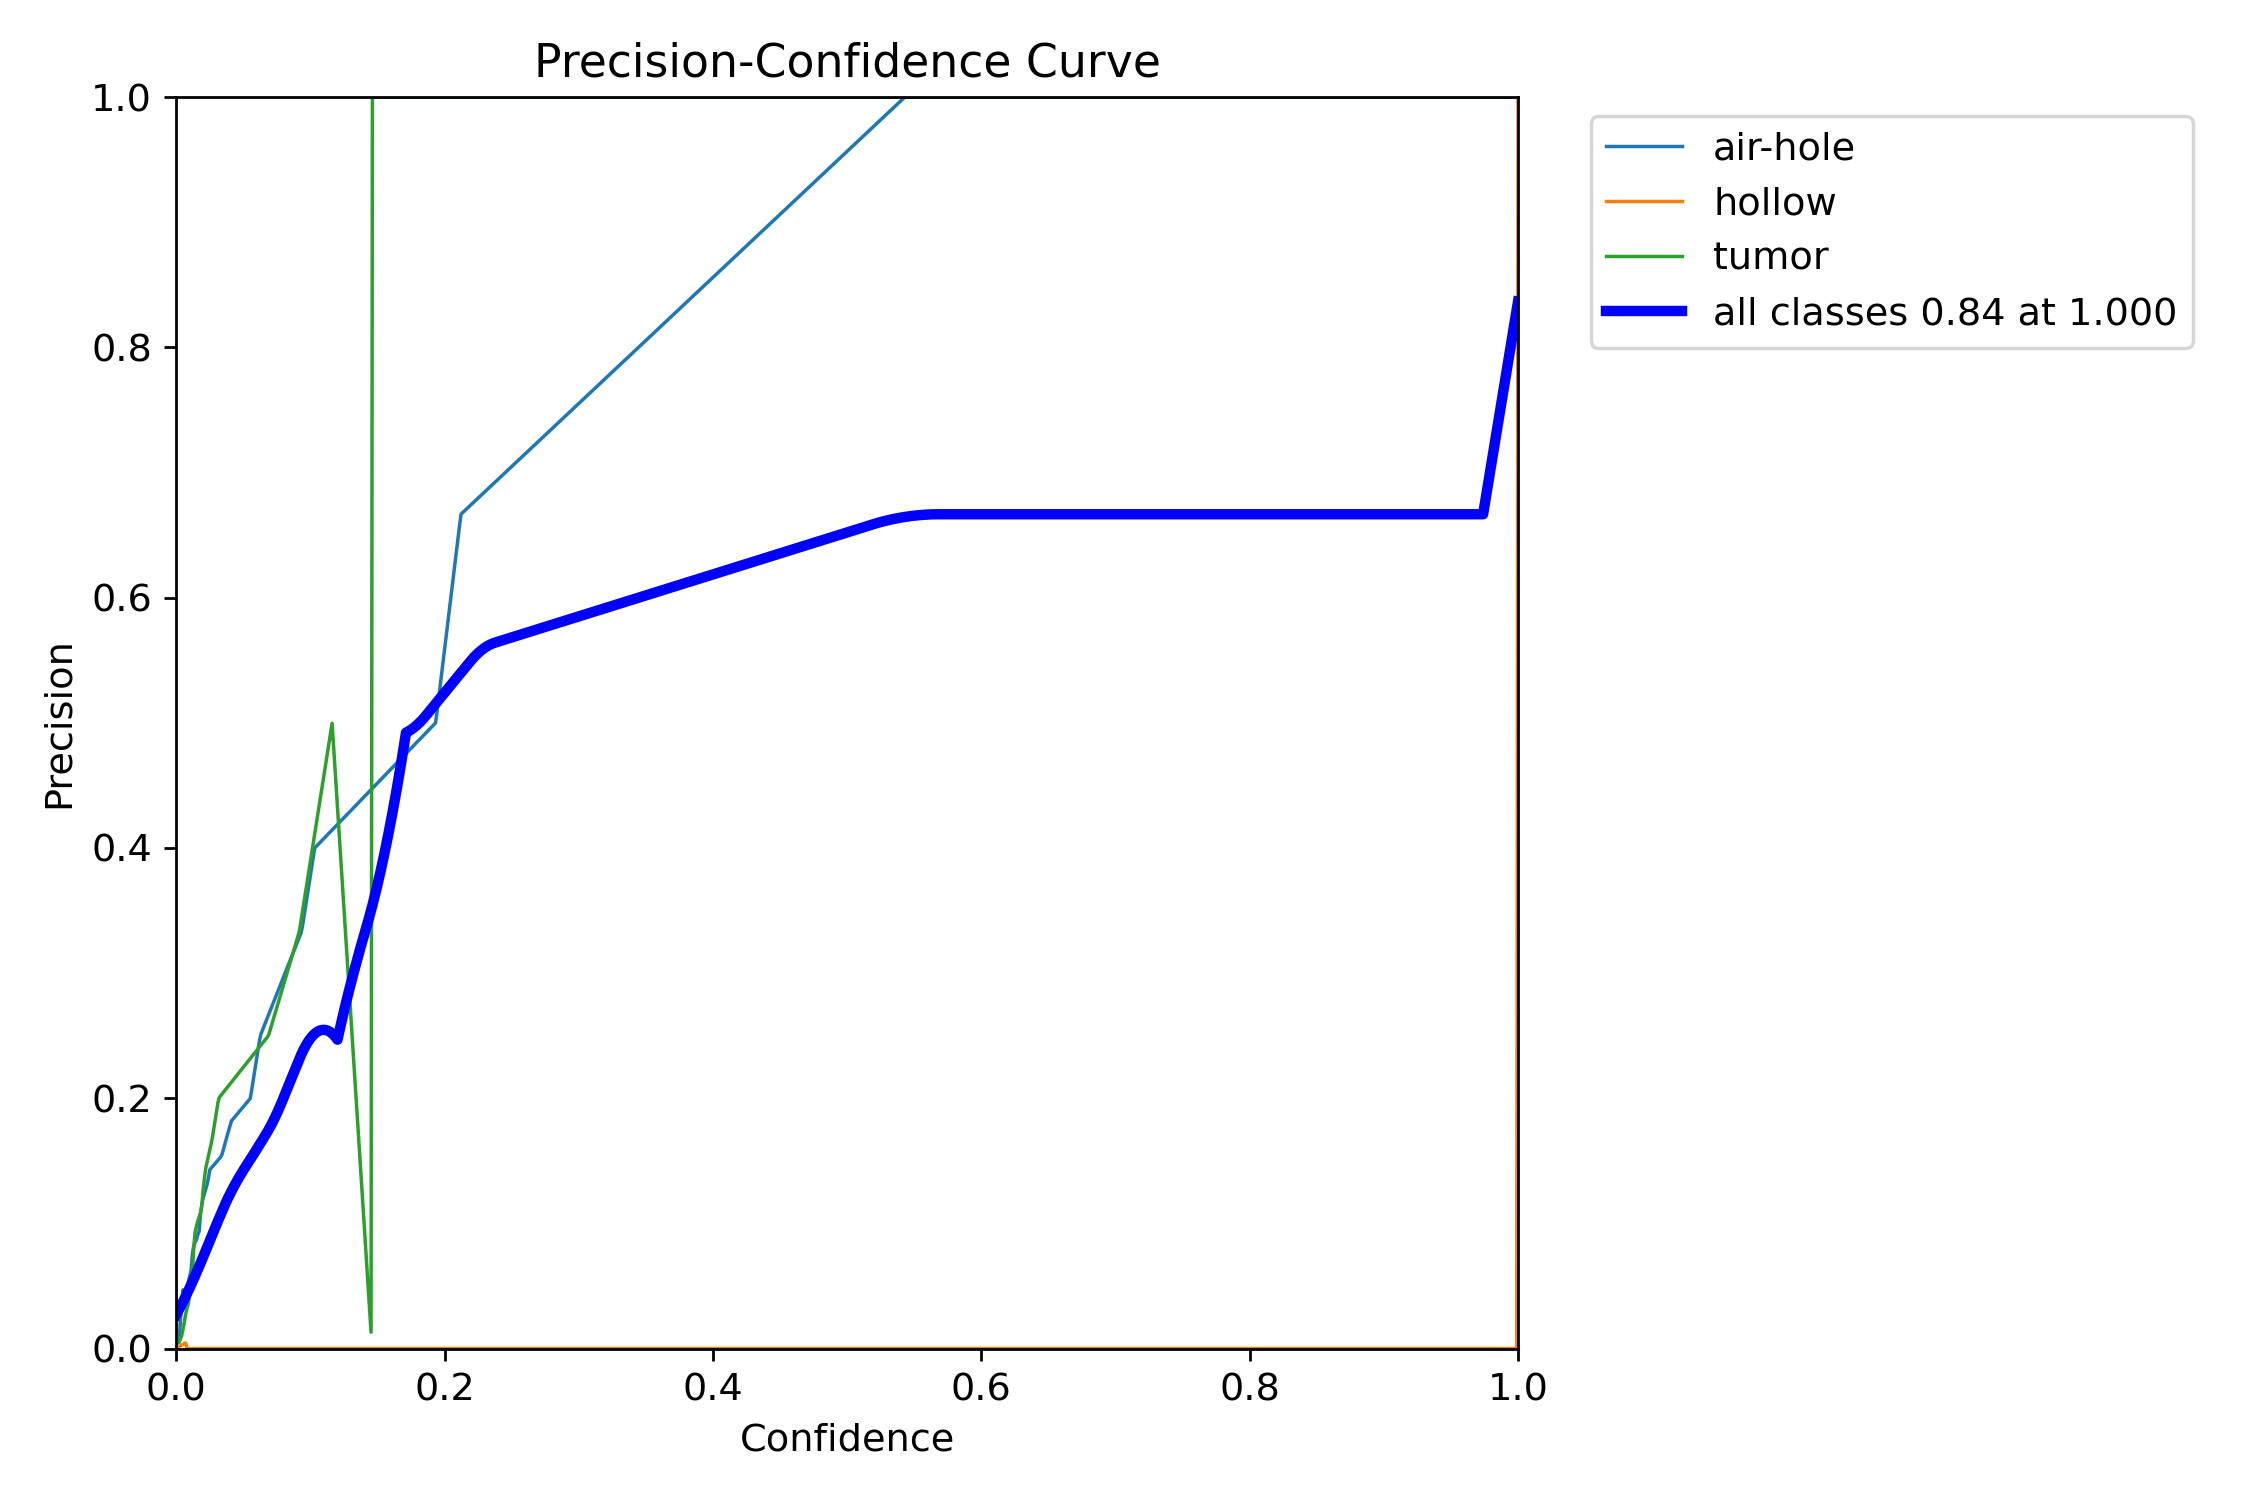 Precision-Confidence Curve
1.0
0.8
0.6
0.4
0.2
0.0
Precision
0.0 0.2 0.4 0.6 0.8 1.0
Confidence
air-hole
hollow
tumor
all classes 0.84 at 1.000